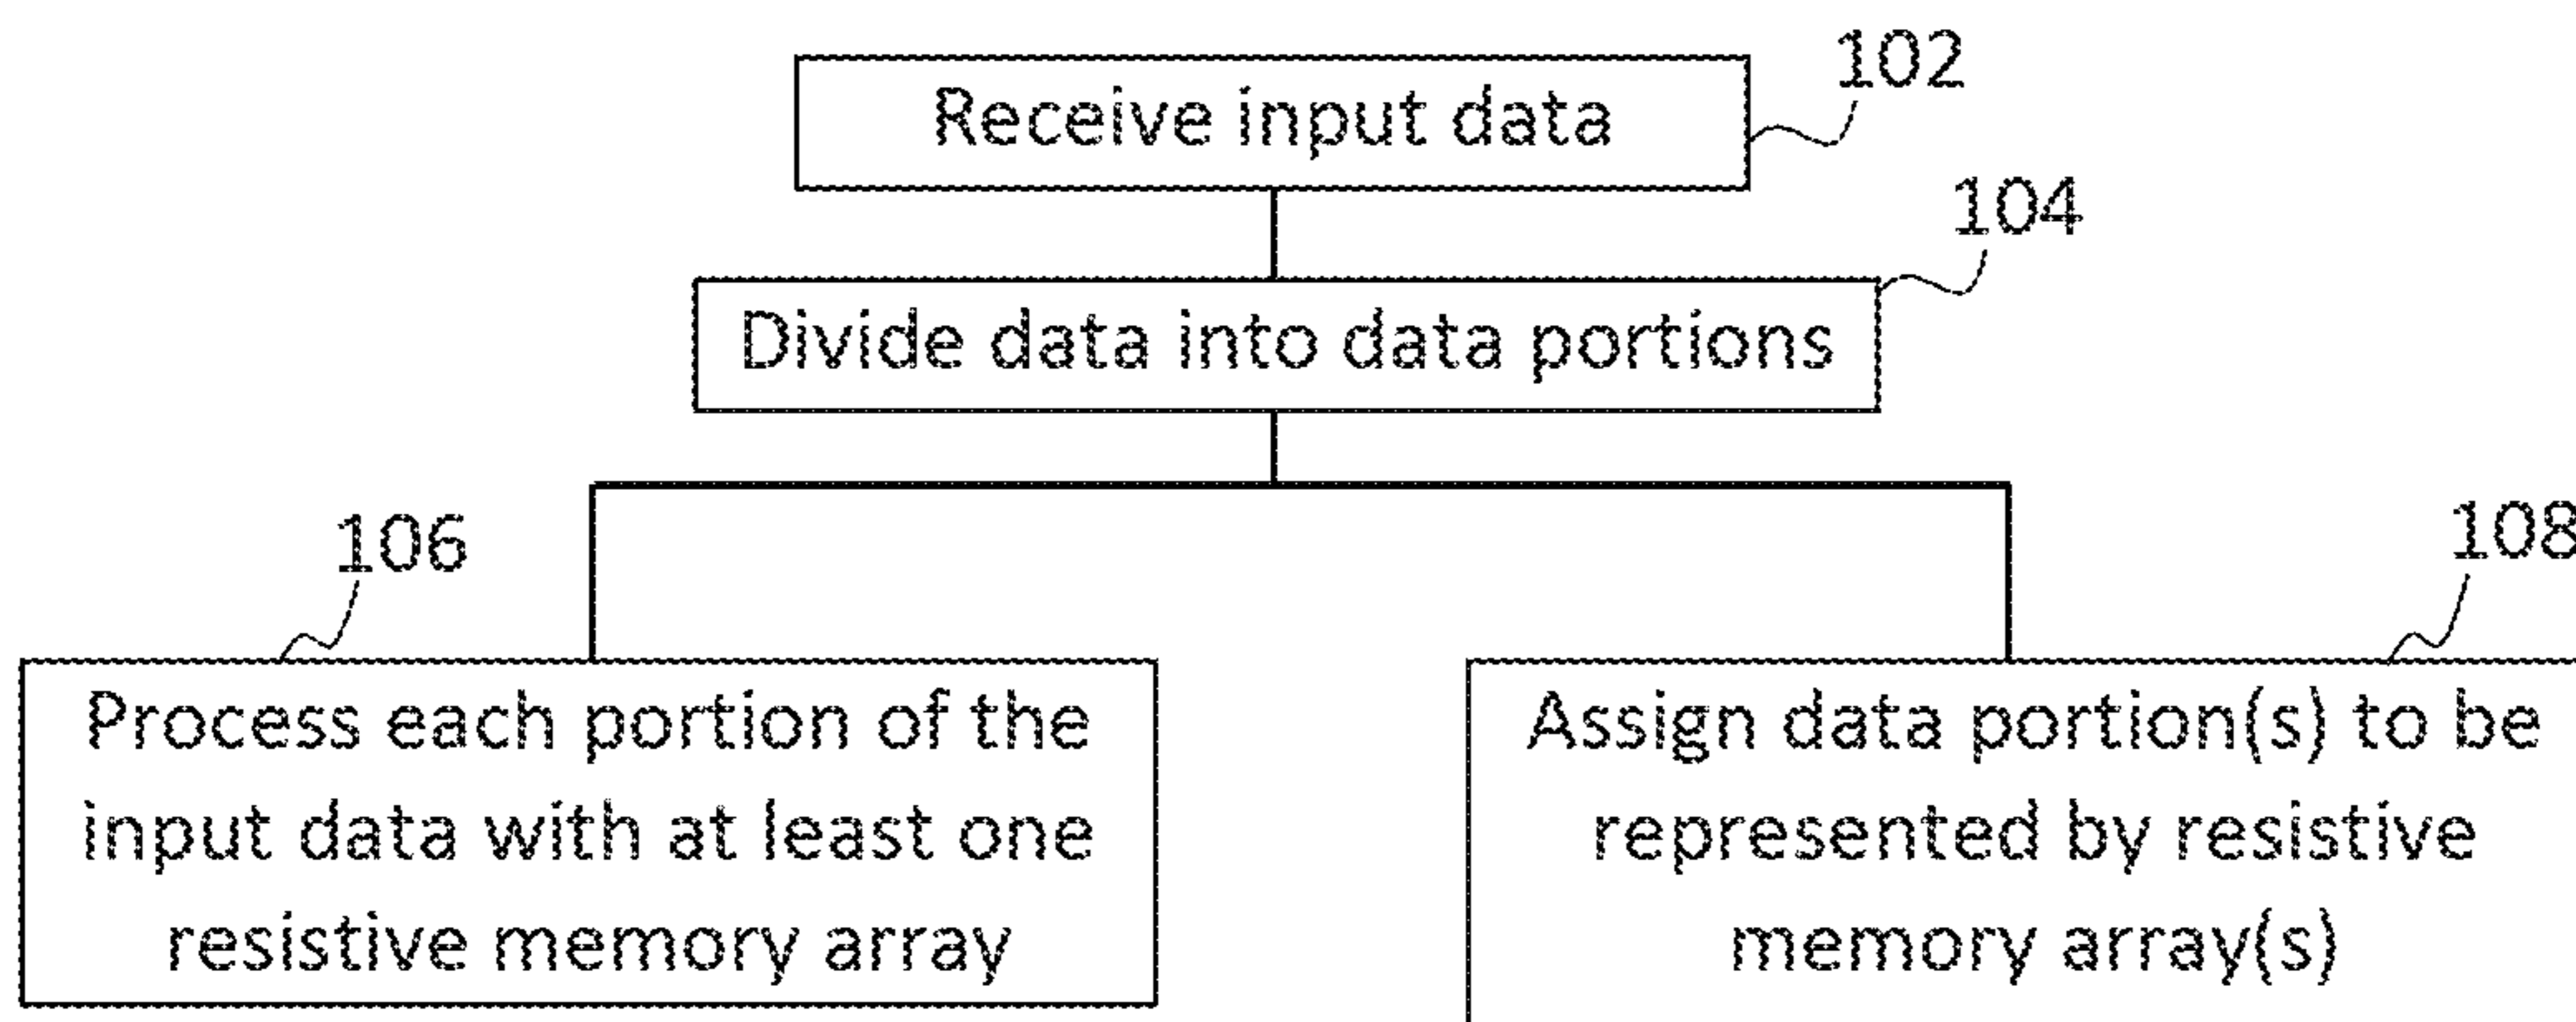 102
Receive input data
104
Divide data into data portions
106
108
Process each portion of the
input data with at least one
resistive memory array
Assign data portion(s) to be
represented by resistive
memory array(s)